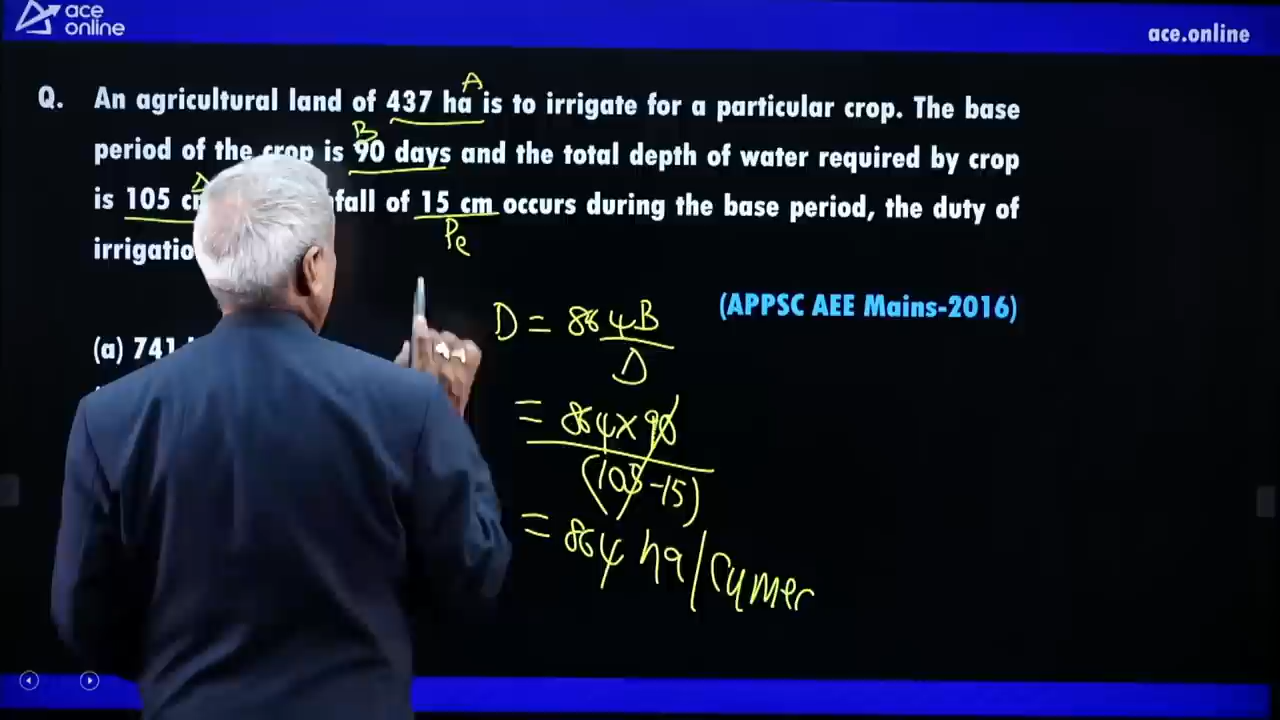 ace
online
ace.online
A
Q. An agricultural land of 437 ha is to irrigate for a particular crop. The base
B
period of the crop is 90 days and the total depth of water required by crop
is 105 of 15 cm occurs during the base period, the duty of
Pe
D = 864B
D
(APPSC AEE Mains-2016)
(a) 741
= 864 x 90
(105-15)
= 864 ha/cumec